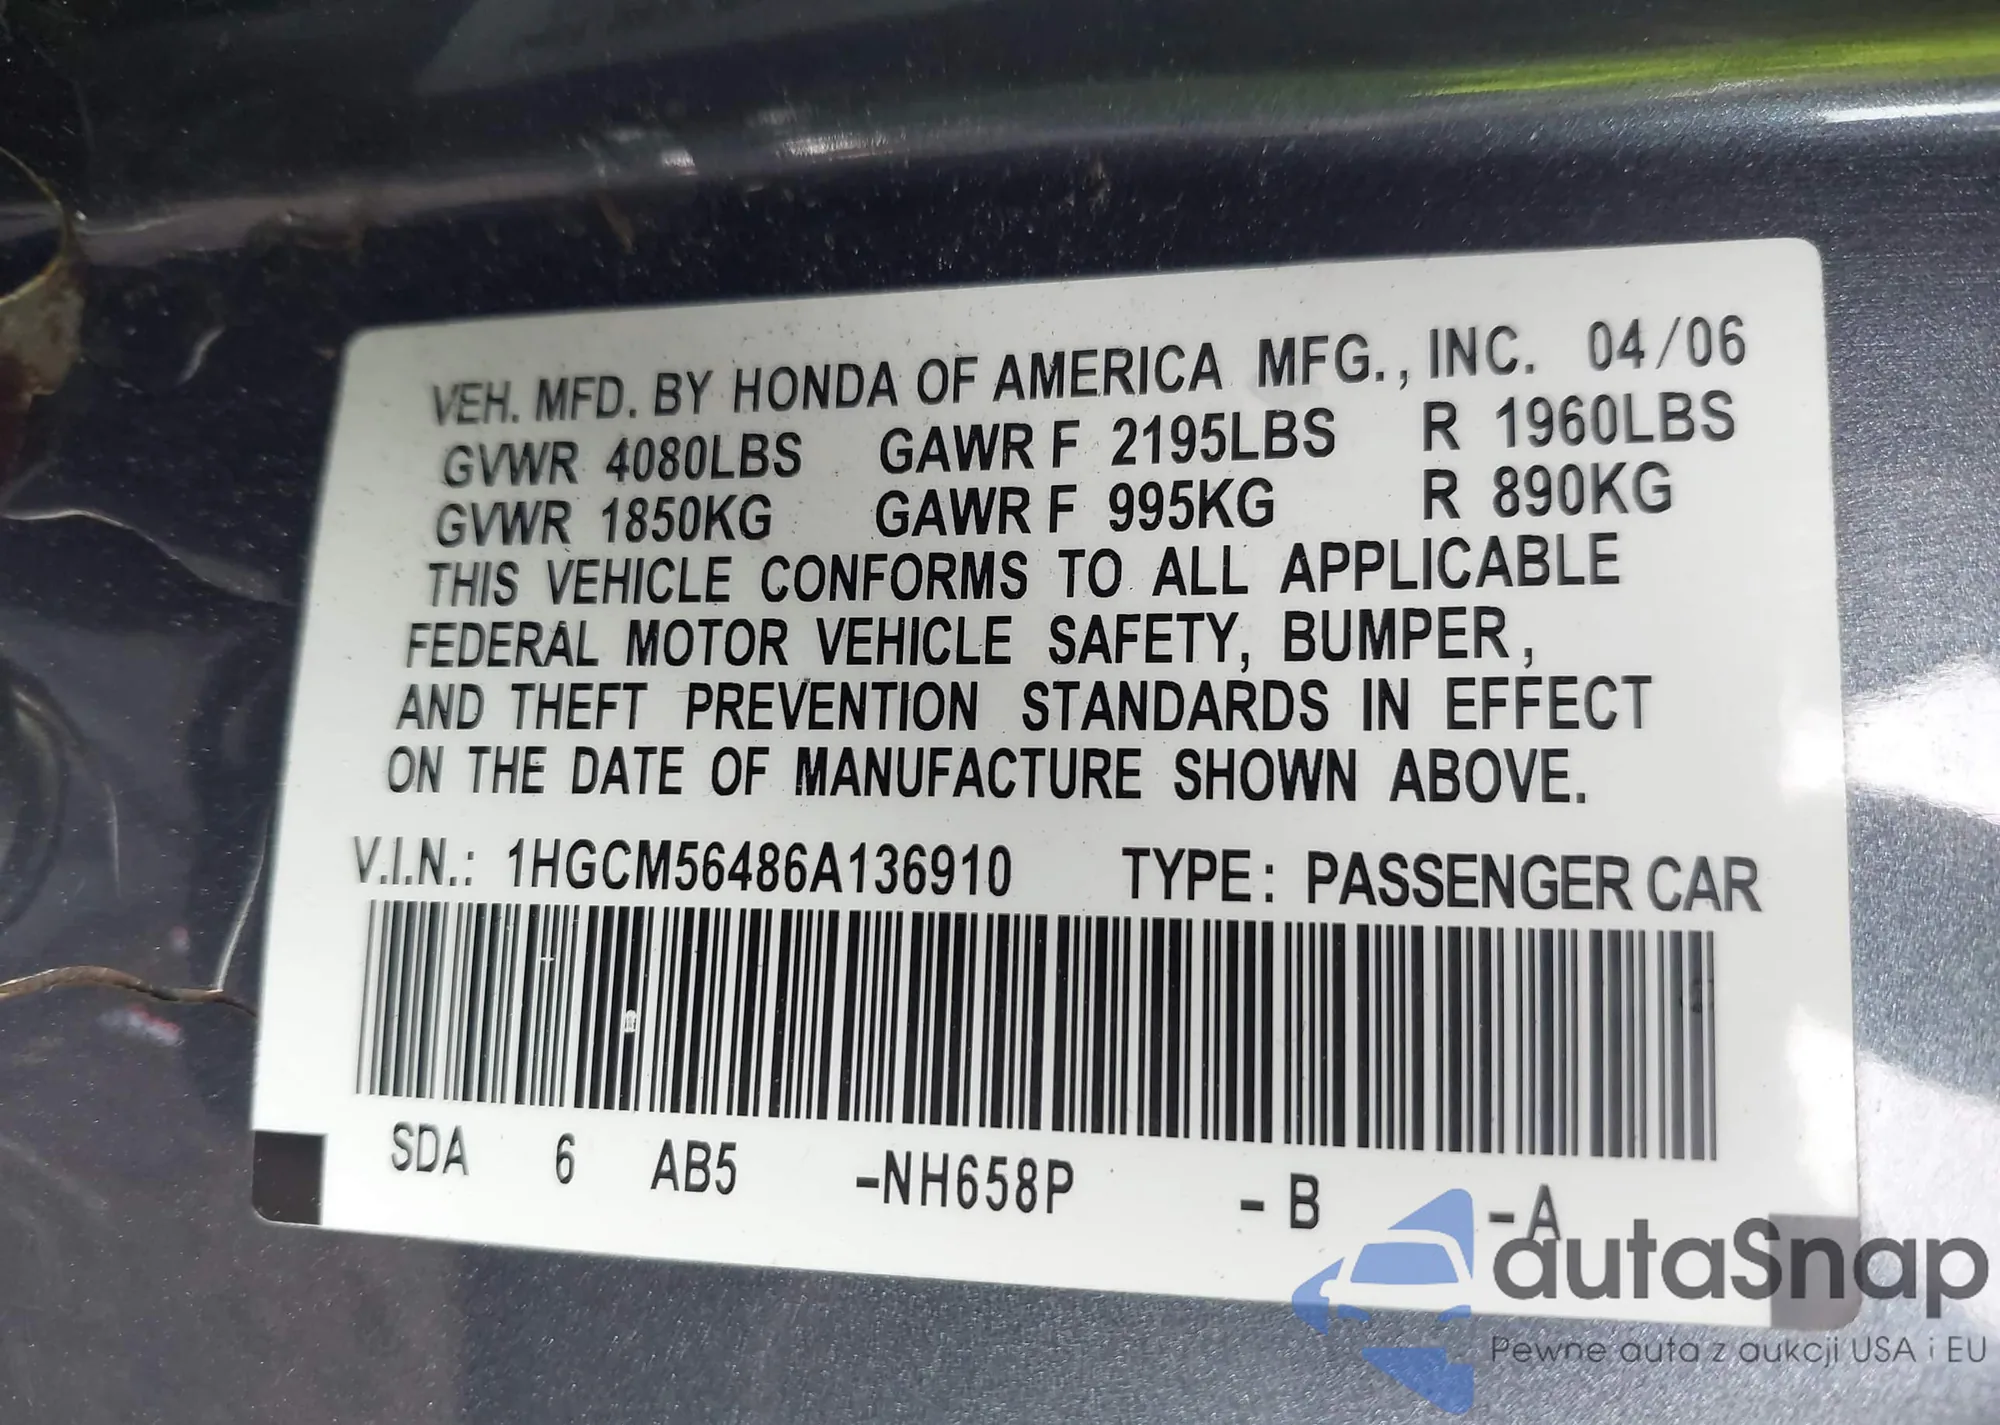 VEH. MFD. BY HONDA OF AMERICA MFG., INC. 04/06
GVWR 4080LBS GAWR F 2195LBS R 1960LBS
GVWR 1850KG GAWR F 995KG R 890KG
THIS VEHICLE CONFORMS TO ALL APPLICABLE
FEDERAL MOTOR VEHICLE SAFETY, BUMPER,
AND THEFT PREVENTION STANDARDS IN EFFECT
ON THE DATE OF MANUFACTURE SHOWN ABOVE.
V.I.N.: 1HGCM56486A136910 TYPE: PASSENGER CAR
SDA 6 AB5 -NH658P - B -A
autaSnap
Pewne auta z aukcji USA i EU